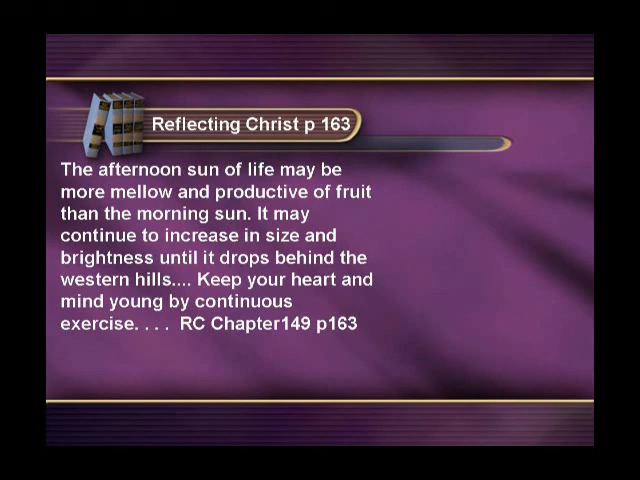 Reflecting Christ p 163
The afternoon sun of life may be
more mellow and productive of fruit
than the morning sun. It may
continue to increase in size and
brightness until it drops behind the
western hills.... Keep your heart and
mind young by continuous
exercise. . . .  RC Chapter149 p163